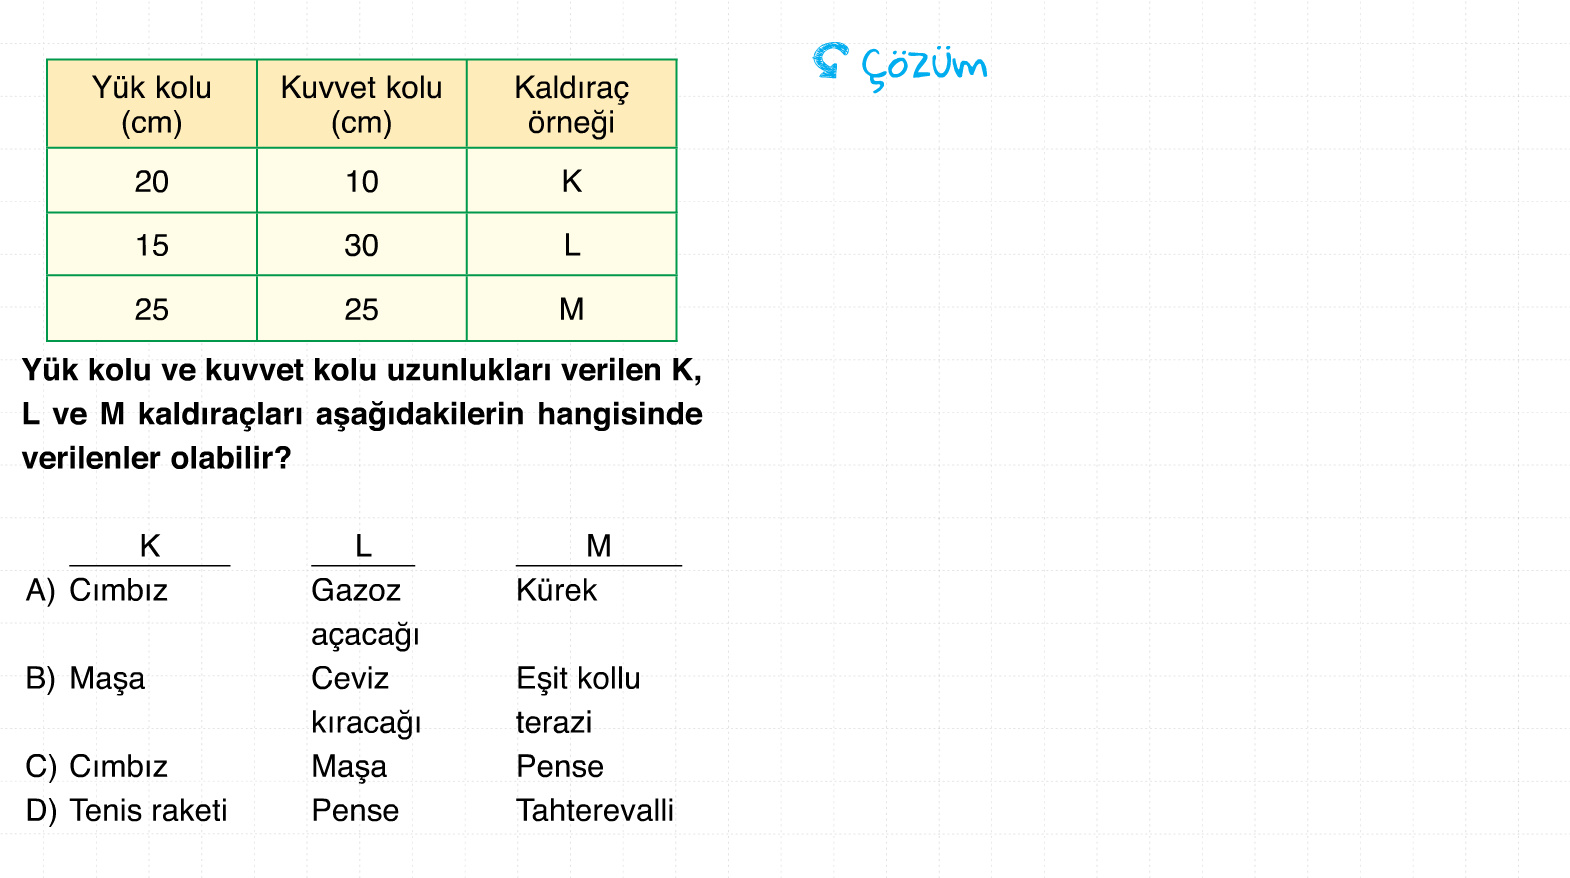 Çözüm
Yük kolu (cm) Kuvvet kolu (cm) Kaldıraç örneği
20 10 K
15 30 L
25 25 M
Yük kolu ve kuvvet kolu uzunlukları verilen K,
L ve M kaldıraçları aşağıdakilerin hangisinde
verilenler olabilir?
K L M
A) Cımbız Gazoz açacağı Kürek
B) Maşa Ceviz kıracağı Eşit kollu terazi
C) Cımbız Maşa Pense
D) Tenis raketi Pense Tahterevalli